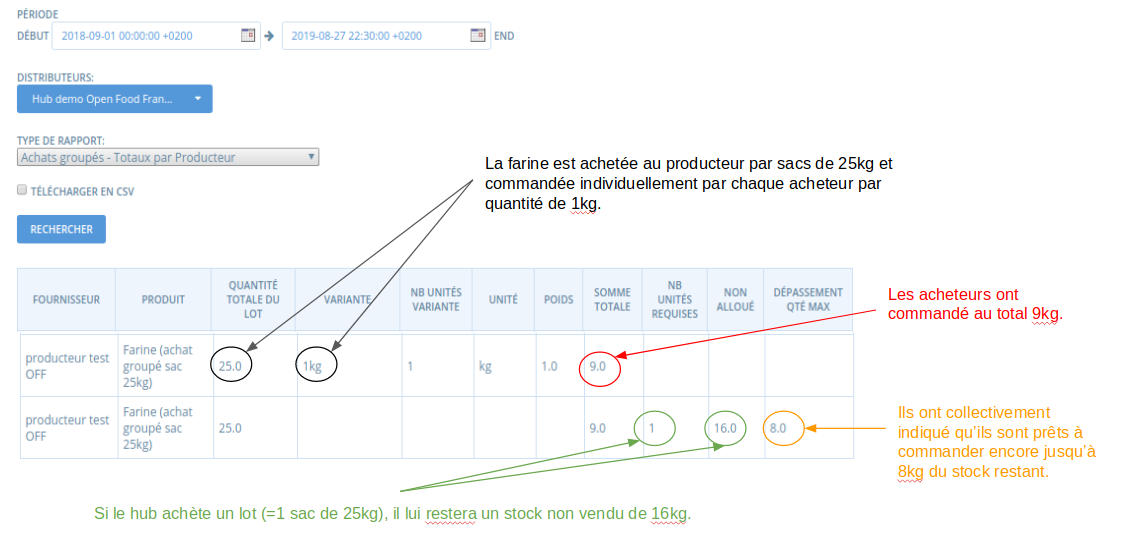 PÉRIODE
DÉBUT 2018-09-01 00:00:00 +0200 2019-08-27 22:30:00 +0200 END
DISTRIBUTEURS:
Hub demo Open Food Fran...
TYPE DE RAPPORT:
Achats groupés - Totaux par Producteur
TÉLÉCHARGER EN CSV
RECHERCHER
La farine est achetée au producteur par sacs de 25kg et
commandée individuellement par chaque acheteur par
quantité de 1kg.
FOURNISSEUR PRODUIT QUANTITÉ TOTALE DU LOT VARIANTE NB UNITÉS VARIANTE UNITÉ POIDS SOMME TOTALE NB UNITÉS REQUISES NON ALLOUÉ DÉPASSEMENT QTÉ MAX
producteur test OFF Farine (achat groupé sac 25kg) 25.0 1kg 1 kg 1.0 9.0
producteur test OFF Farine (achat groupé sac 25kg) 25.0 9.0 1 16.0 8.0
Les acheteurs ont
commandé au total 9kg.
Ils ont collectivement
indiqué qu'ils sont prêts à
commander encore jusqu'à
8kg du stock restant.
Si le hub achète un lot (=1 sac de 25kg), il lui restera un stock non vendu de 16kg.